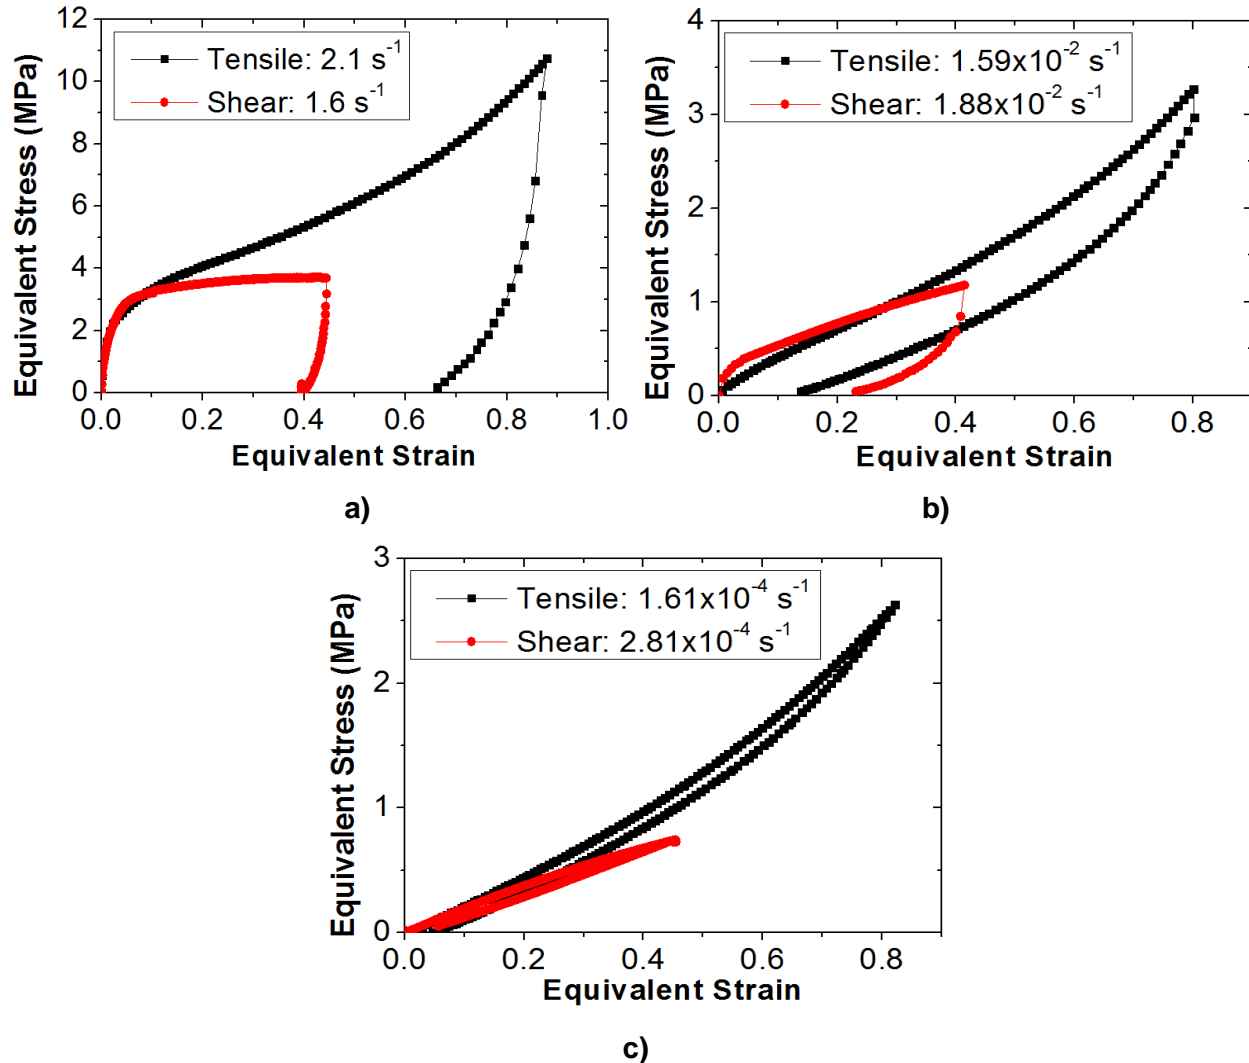 12
10
8
6
4
2
0
Equivalent Stress (MPa)
Tensile: 2.1 s⁻¹
Shear: 1.6 s⁻¹
0.0 0.2 0.4 0.6 0.8 1.0
Equivalent Strain
a)
4
3
2
1
0
Equivalent Stress (MPa)
Tensile: 1.59x10⁻² s⁻¹
Shear: 1.88x10⁻² s⁻¹
0.0 0.2 0.4 0.6 0.8
Equivalent Strain
b)
3
2
1
0
Equivalent Stress (MPa)
Tensile: 1.61x10⁻⁴ s⁻¹
Shear: 2.81x10⁻⁴ s⁻¹
0.0 0.2 0.4 0.6 0.8
Equivalent Strain
c)